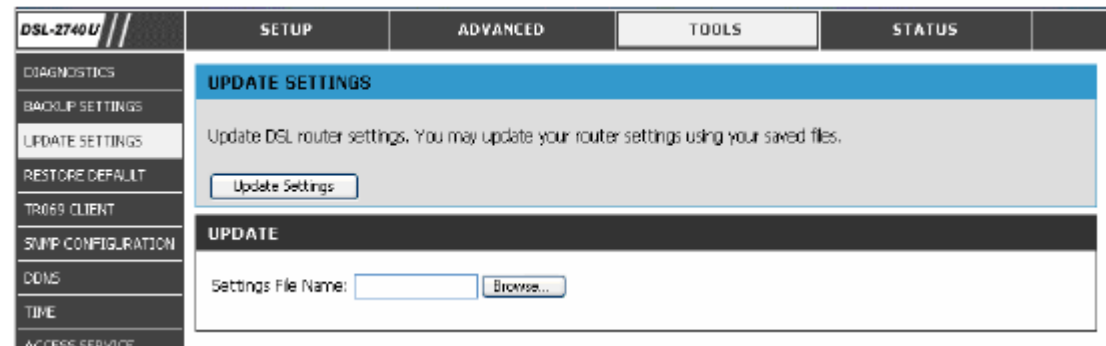 DSL-2740U
SETUP
ADVANCED
TOOLS
STATUS
DIAGNOSTICS
BACKUP SETTINGS
UPDATE SETTINGS
RESTORE DEFAULT
TR069 CLIENT
SNMP CONFIGURATION
DDNS
TIME
ACCESS SERVICE
UPDATE SETTINGS
Update DSL router settings. You may update your router settings using your saved files.
Update Settings
UPDATE
Settings File Name:
Browse...